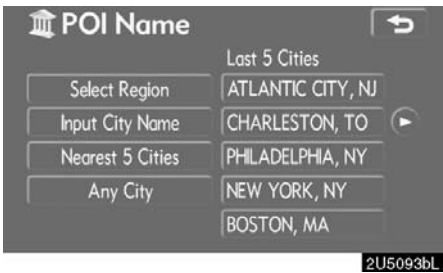 POI Name
Last 5 Cities
Select Region ATLANTIC CITY, NJ
Input City Name CHARLESTON, TO
Nearest 5 Cities PHILADELPHIA, NY
Any City NEW YORK, NY
BOSTON, MA
2U5093bL